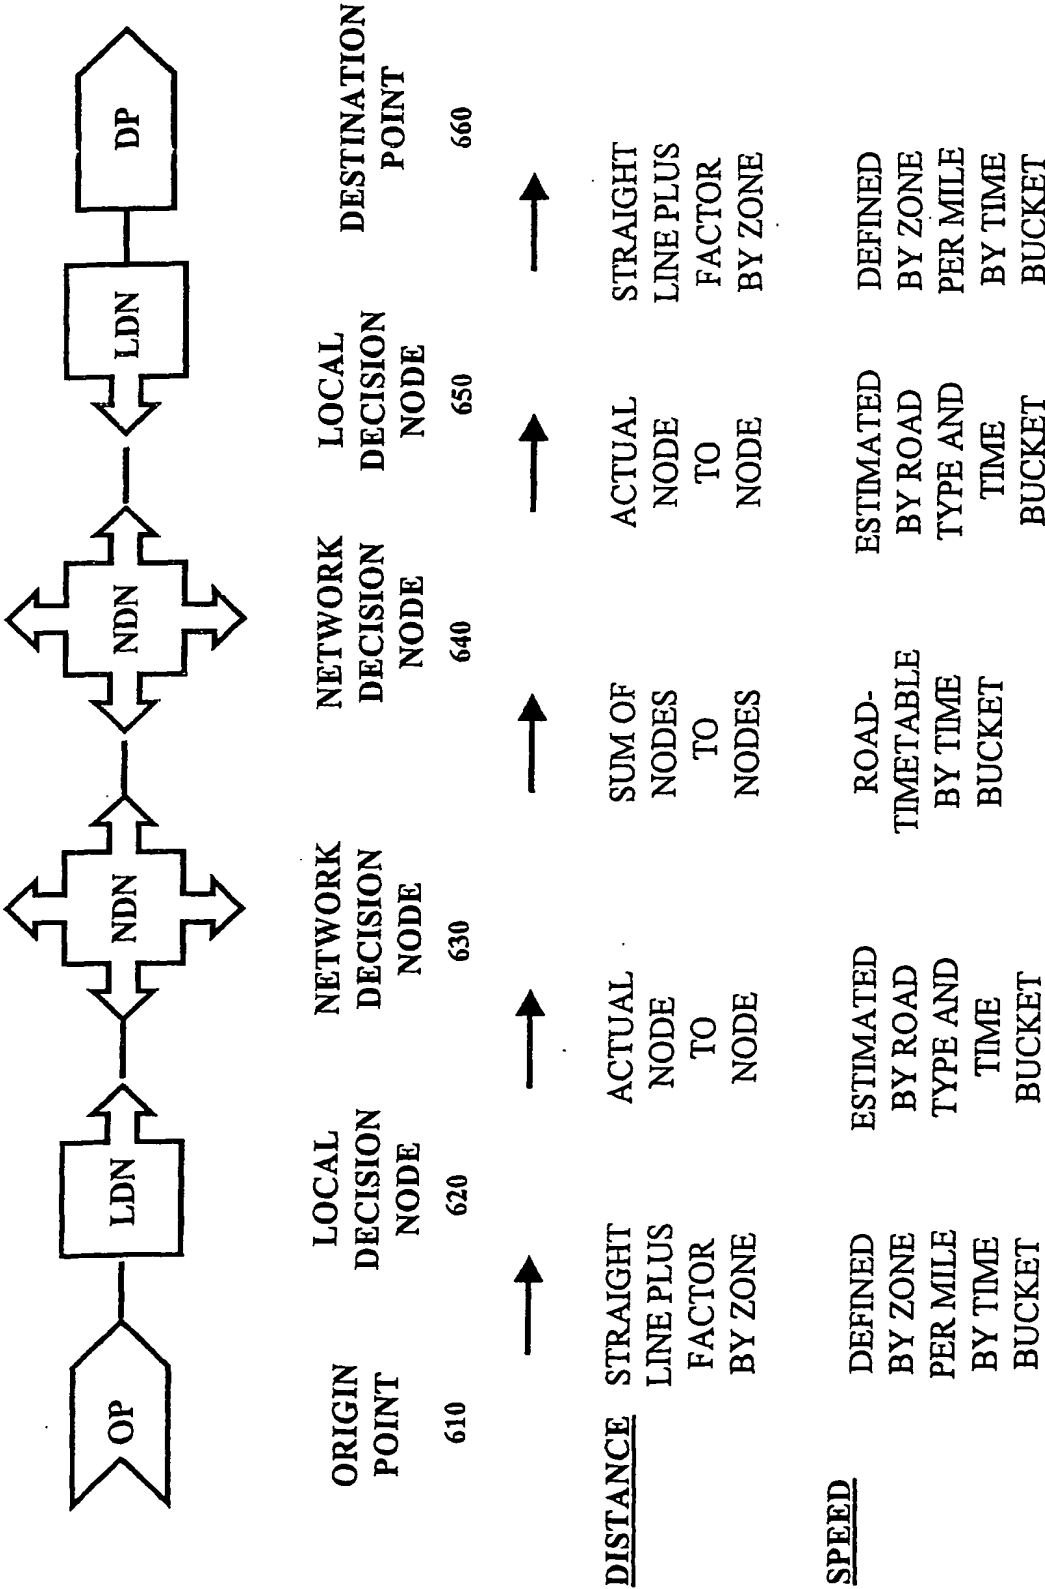 OP
LDN
NDN
NDN
LDN
DP
ORIGIN
POINT
610
LOCAL
DECISION
NODE
620
NETWORK
DECISION
NODE
630
NETWORK
DECISION
NODE
640
LOCAL
DECISION
NODE
650
DESTINATION
POINT
660
DISTANCE
STRAIGHT
LINE PLUS
FACTOR
BY ZONE
ACTUAL
NODE
TO
NODE
SUM OF
NODES
TO
NODES
ACTUAL
NODE
TO
NODE
STRAIGHT
LINE PLUS
FACTOR
BY ZONE
SPEED
DEFINED
BY ZONE
PER MILE
BY TIME
BUCKET
ESTIMATED
BY ROAD
TYPE AND
TIME
BUCKET
ROAD-
TIMETABLE
BY TIME
BUCKET
ESTIMATED
BY ROAD
TYPE AND
TIME
BUCKET
DEFINED
BY ZONE
PER MILE
BY TIME
BUCKET